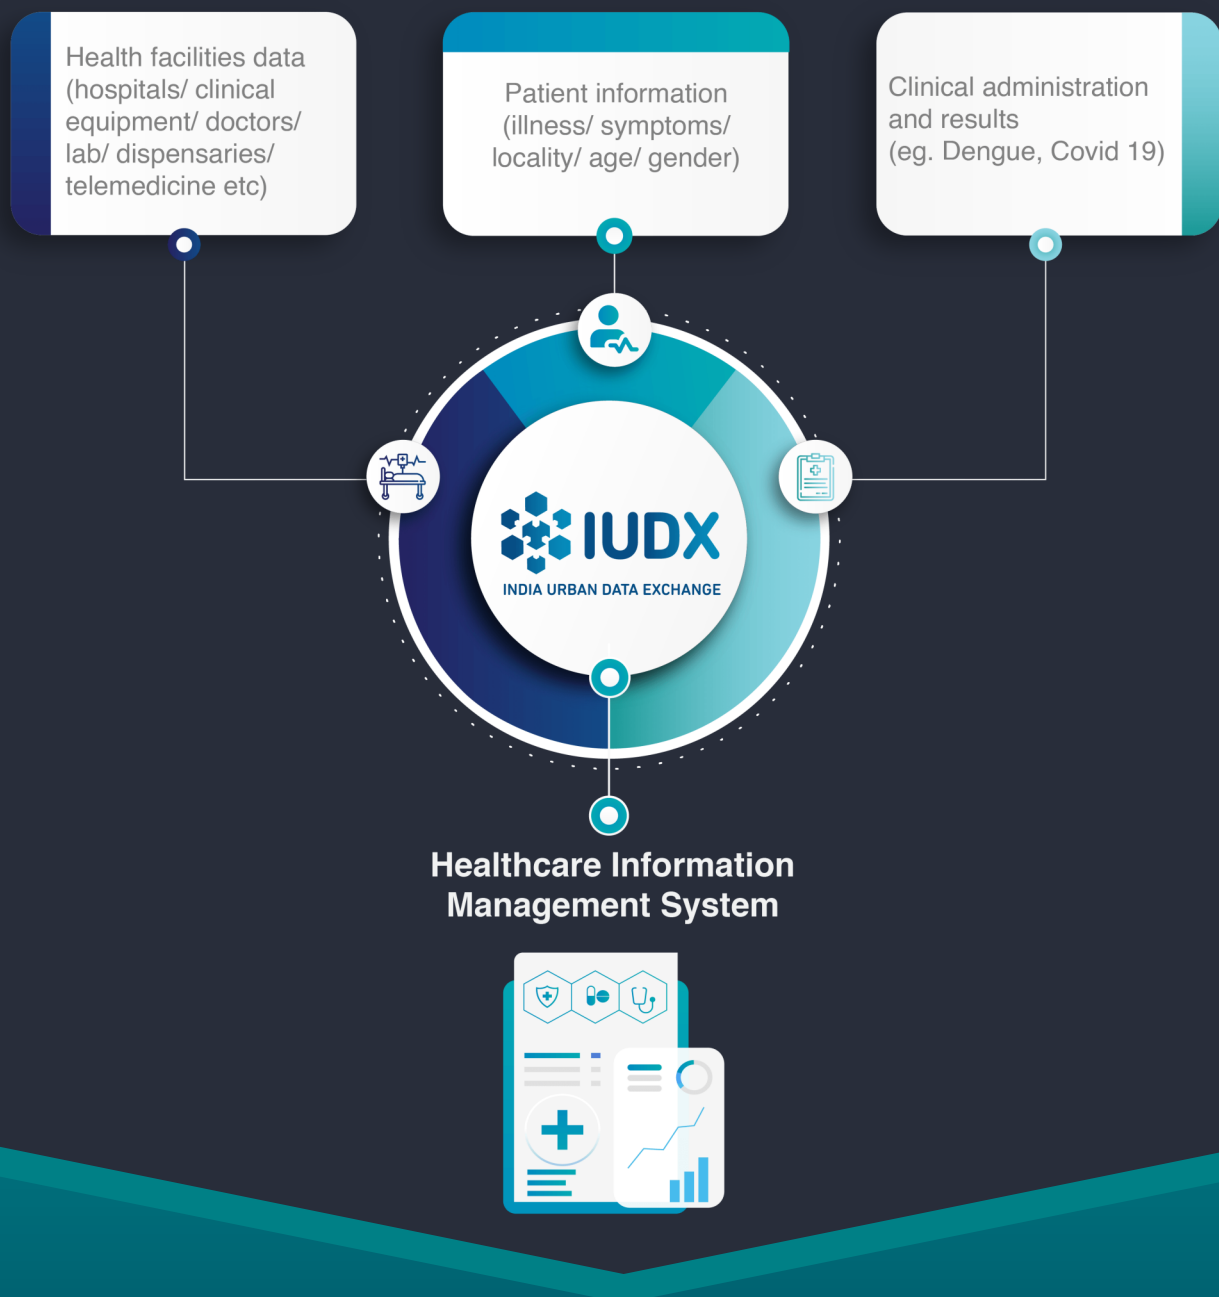 Health facilities data
(hospitals/ clinical
equipment/ doctors/
lab/ dispensaries/
telemedicine etc)
Patient information
(illness/ symptoms/
locality/ age/ gender)
Clinical administration
and results
(eg. Dengue, Covid 19)
IUDX
INDIA URBAN DATA EXCHANGE
Healthcare Information
Management System